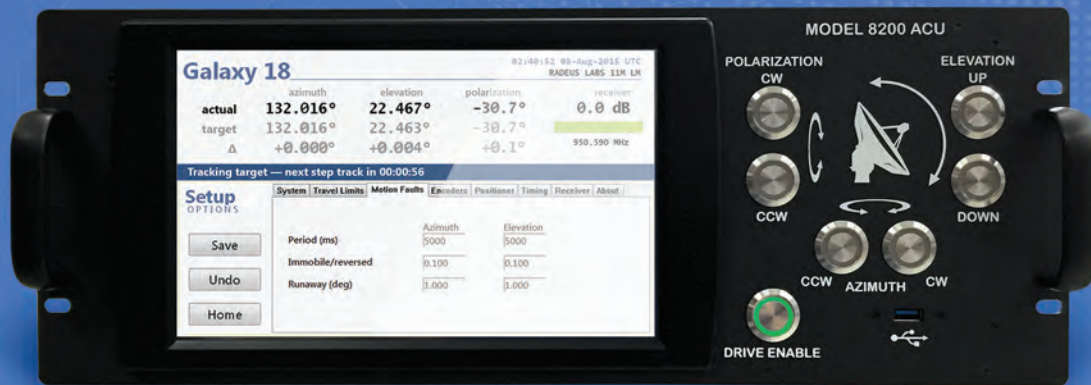 MODEL 8200 ACU
Galaxy 18
02:40:52 08-Aug-2015 UTC
RADEUS LABS 11M LM
azimuth elevation polarization receiver
actual 132.016° 22.467° -30.7° 0.0 dB
target 132.016° 22.463° -30.7°
Δ +0.000° +0.004° +0.1° 950.590 MHz
Tracking target — next step track in 00:00:56
Setup
OPTIONS
System Travel Limits Motion Faults Encoders Positioner Timing Receiver About
Azimuth Elevation
Period (ms) 5000 5000
Immobile/reversed 0.100 0.100
Runaway (deg) 1.000 1.000
Save
Undo
Home
POLARIZATION
CW
CCW
ELEVATION
UP
DOWN
CCW AZIMUTH CW
DRIVE ENABLE